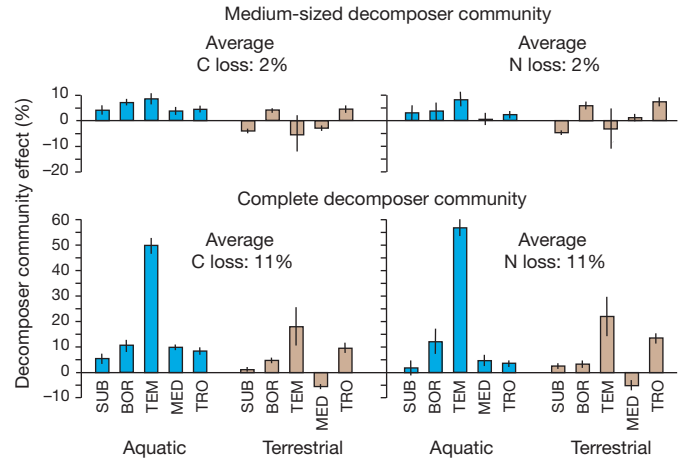 Medium-sized decomposer community
Average
C loss: 2%
Average
N loss: 2%
Decomposer community effect (%)
10
0
−10
−20
Complete decomposer community
Average
C loss: 11%
Average
N loss: 11%
60
50
40
30
20
10
0
−10
SUB BOR TEM MED TRO SUB BOR TEM MED TRO SUB BOR TEM MED TRO SUB BOR TEM MED TRO
Aquatic Terrestrial Aquatic Terrestrial